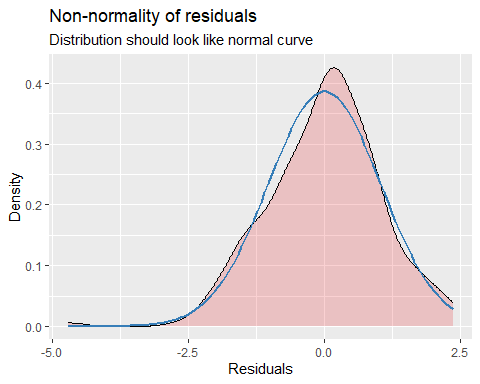 Non-normality of residuals
Distribution should look like normal curve
0.4
0.3
0.2
0.1
0.0
Density
-5.0 -2.5 0.0 2.5
Residuals